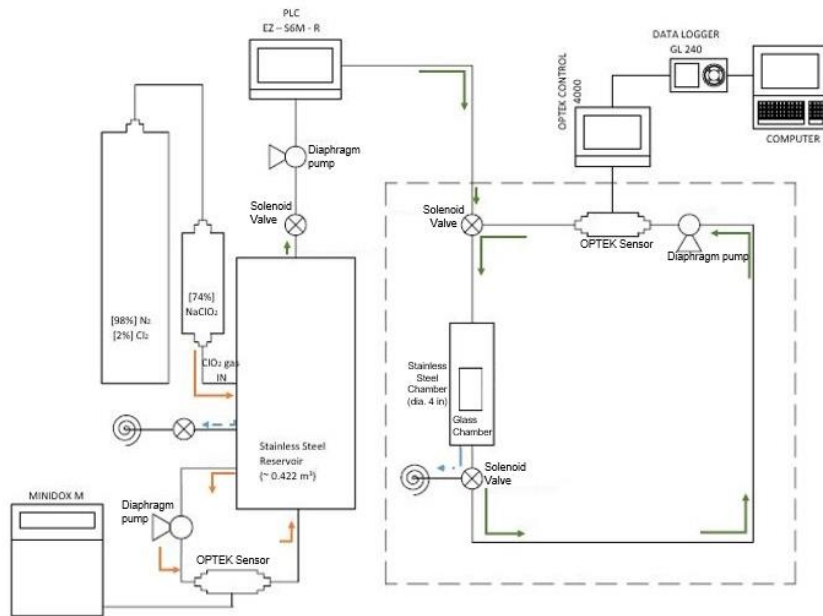 PLC
EZ – S6M - R
DATA LOGGER
GL 240
OPTEK CONTROL
4000
COMPUTER
Diaphragm
pump
Solenoid
Valve
Solenoid
Valve
OPTEK Sensor
Diaphragm pump
[98%] N₂
[2%] Cl₂
[74%]
NaClO₂
ClO₂ gas
IN
Stainless
Steel
Chamber
(dia. 4 in)
Glass
Chamber
Stainless Steel
Reservoir
(~ 0.422 m³)
Solenoid
Valve
MINIDOX M
Diaphragm
pump
OPTEK Sensor